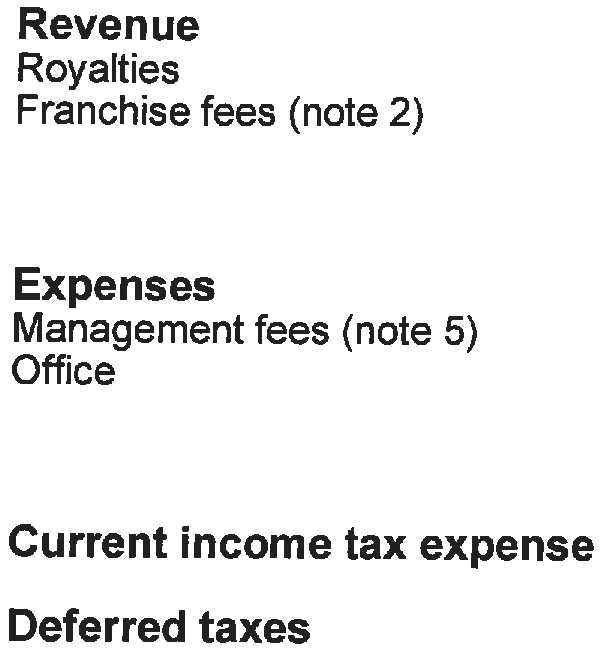 Revenue
Royalties
Franchise fees (note 2)
Expenses
Management fees (note 5)
Office
Current income tax expense
Deferred taxes